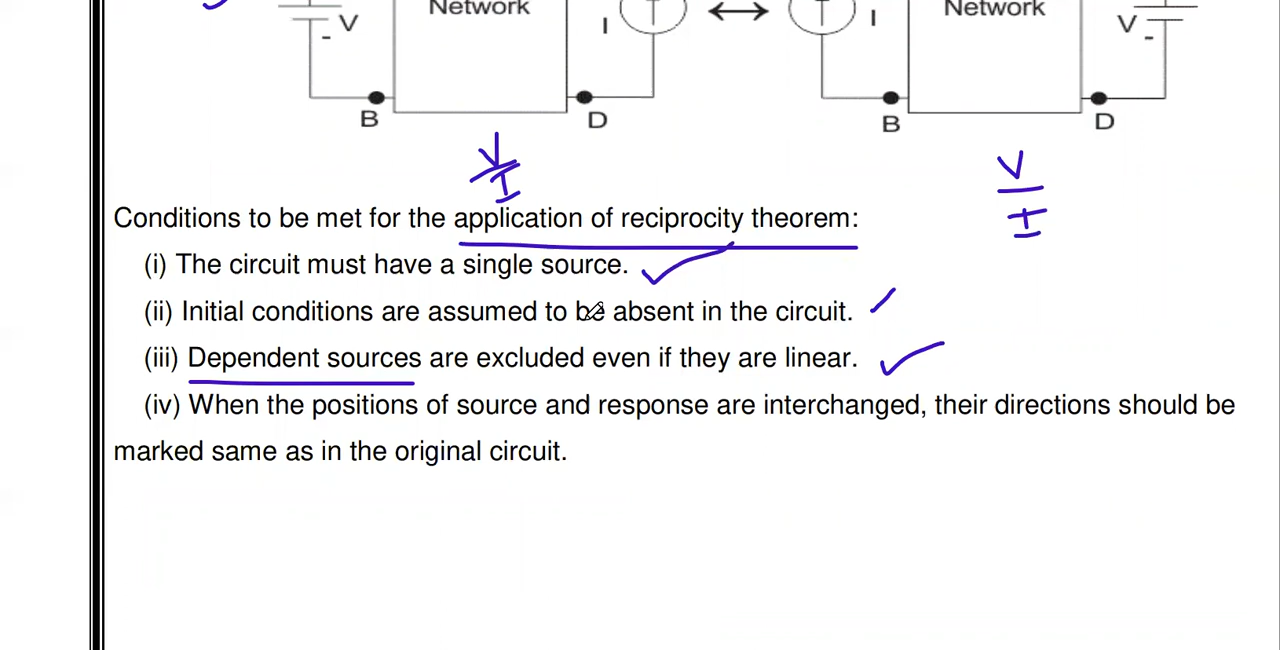 Network
Network
V
-
I
I
V
-
B
D
B
D
V
I
V
I
Conditions to be met for the application of reciprocity theorem:
(i) The circuit must have a single source.
(ii) Initial conditions are assumed to be absent in the circuit.
(iii) Dependent sources are excluded even if they are linear.
(iv) When the positions of source and response are interchanged, their directions should be
marked same as in the original circuit.